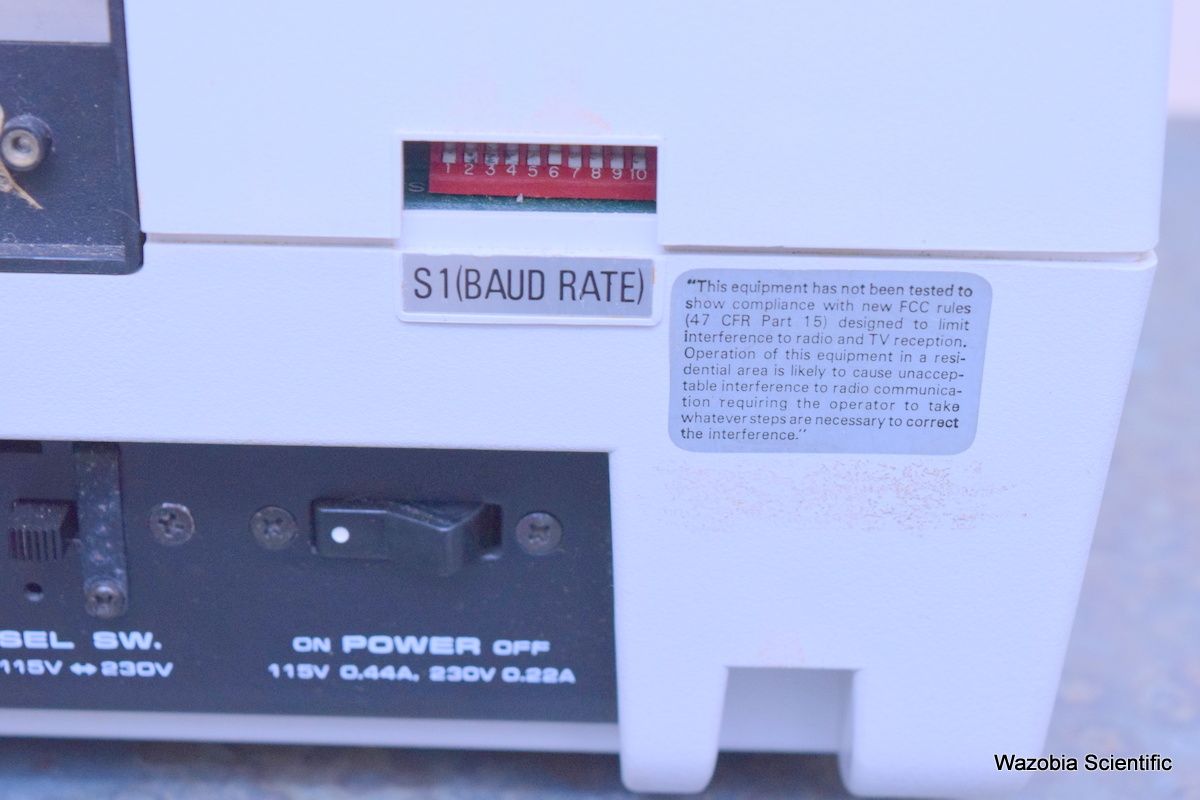 S
1 2 3 4 5 6 7 8 9 10
S1(BAUD RATE)
“This equipment has not been tested to
show compliance with new FCC rules
(47 CFR Part 15) designed to limit
interference to radio and TV reception.
Operation of this equipment in a resi-
dential area is likely to cause unaccep-
table interference to radio communica-
tion requiring the operator to take
whatever steps are necessary to correct
the interference.”
SEL SW.
115V ↔ 230V
ON POWER OFF
115V 0.44A, 230V 0.22A
Wazobia Scientific